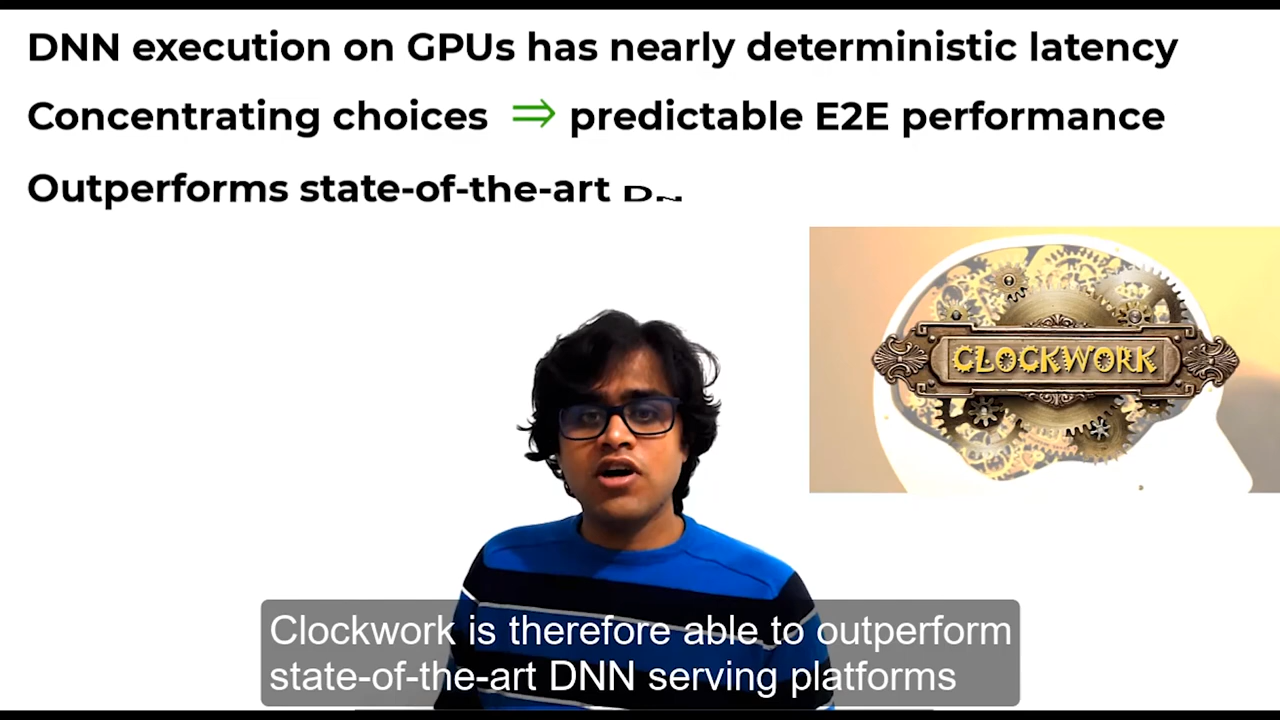 DNN execution on GPUs has nearly deterministic latency
Concentrating choices ⇒ predictable E2E performance
Outperforms state-of-the-art
CLOCKWORK
Clockwork is therefore able to outperform
state-of-the-art DNN serving platforms